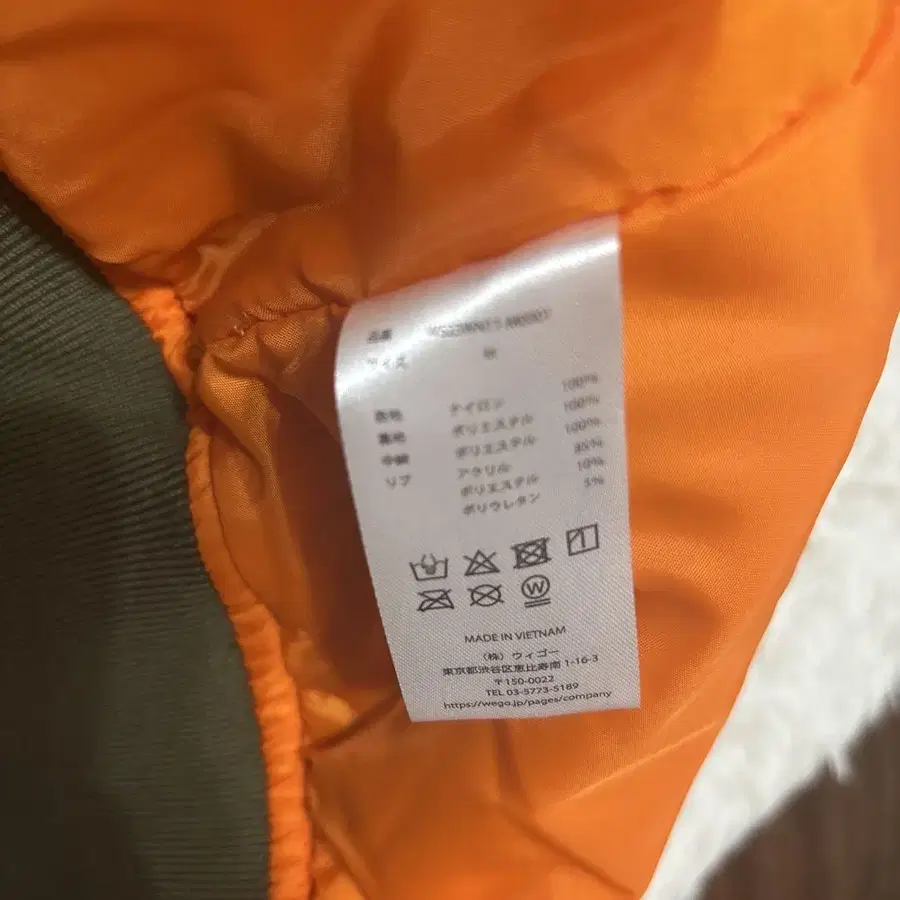 品番
サイズ M
表地 ナイロン 100%
裏地 ポリエステル 100%
中綿 ポリエステル 100%
リブ アクリル 85%
ポリエステル 10%
ポリウレタン 5%
W
MADE IN VIETNAM
(株) ウィゴー
東京都渋谷区恵比寿南 1-16-3
〒150-0022
TEL 03-5773-5189
https://wego.jp/pages/company